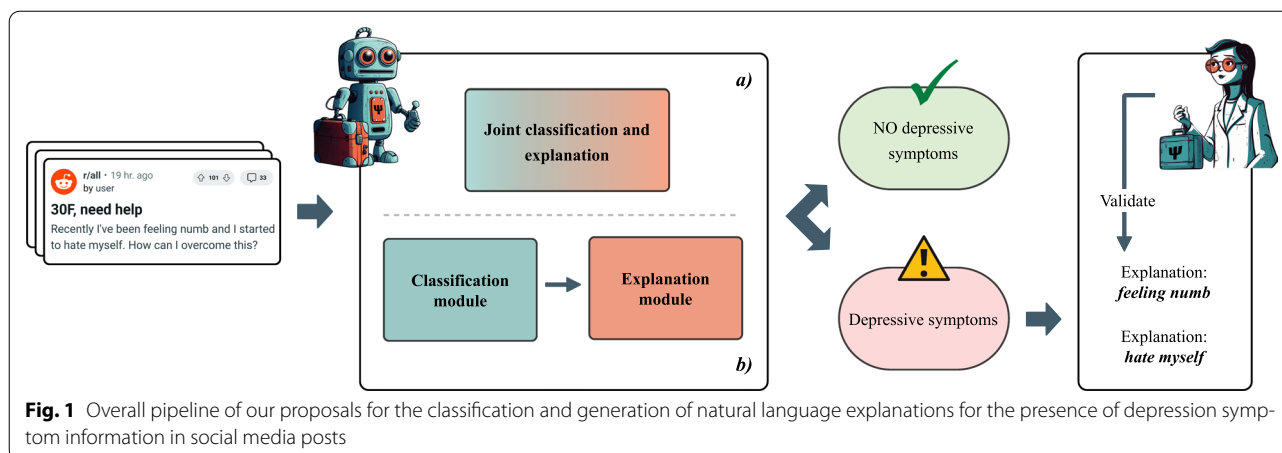 r/all · 19 hr. ago
by user
101
33
30F, need help
Recently I've been feeling numb and I started
to hate myself. How can I overcome this?
Ψ
a)
Joint classification and
explanation
Classification
module
Explanation
module
b)
NO depressive
symptoms
Depressive symptoms
Ψ
Validate
Explanation:
feeling numb
Explanation:
hate myself
Fig. 1 Overall pipeline of our proposals for the classification and generation of natural language explanations for the presence of depression symp-
tom information in social media posts